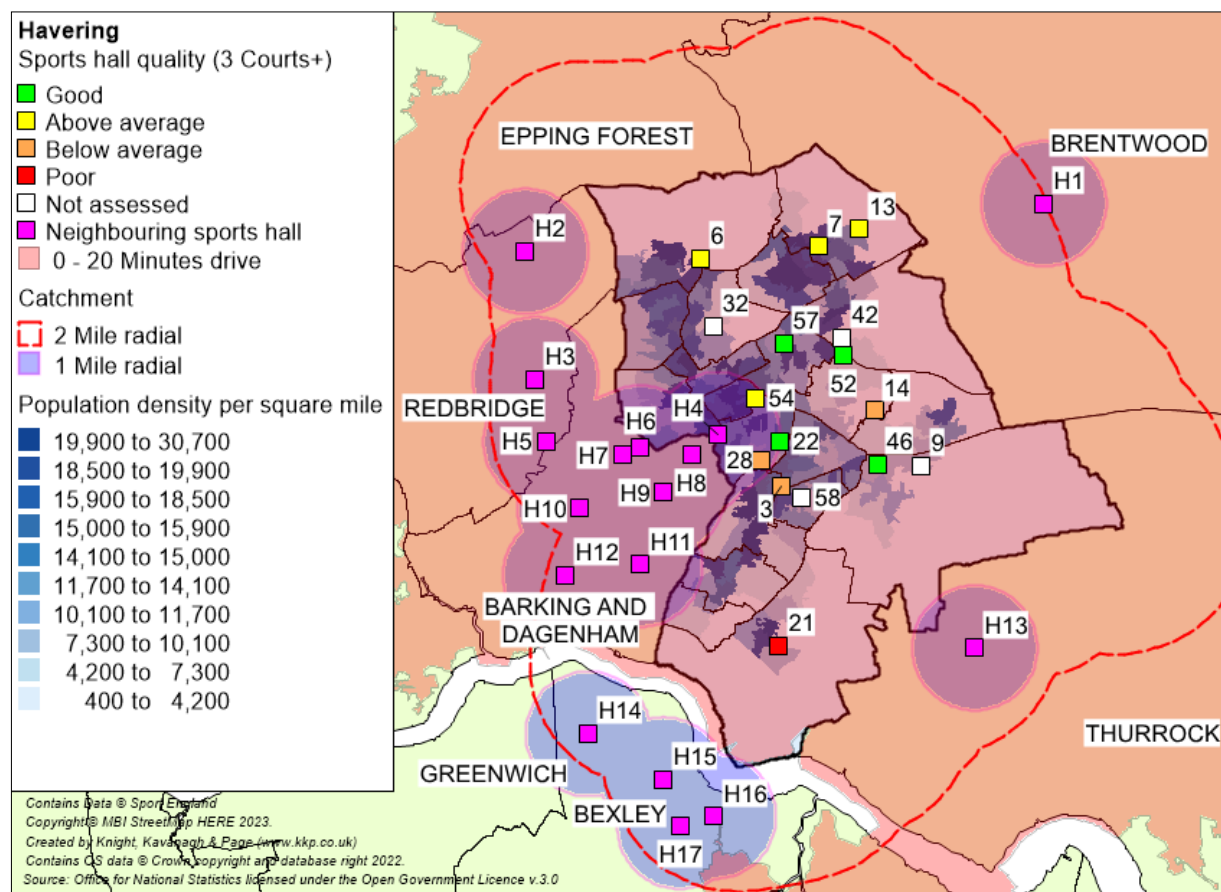 Havering
Sports hall quality (3 Courts+)
Good
Above average
Below average
Poor
Not assessed
Neighbouring sports hall
0 - 20 Minutes drive
Catchment
2 Mile radial
1 Mile radial
Population density per square mile
19,900 to 30,700
18,500 to 19,900
15,900 to 18,500
15,000 to 15,900
14,100 to 15,000
11,700 to 14,100
10,100 to 11,700
7,300 to 10,100
4,200 to 7,300
400 to 4,200
Contains Data © Sport England
Copyright © MBI StreetMap HERE 2023.
Created by Knight, Kavanagh & Page (www.kkp.co.uk)
Contains OS data © Crown copyright and database right 2022.
Source: Office for National Statistics licensed under the Open Government Licence v.3.0
EPPING FOREST
BRENTWOOD
H1
13
7
6
H2
32
57
42
H3
52
14
54
REDBRIDGE
H4
H6
H5
H7
22
46
9
28
H8
H9
58
3
H10
H11
H12
BARKING AND
DAGENHAM
21
H13
H14
THURROCK
GREENWICH
H15
BEXLEY
H16
H17